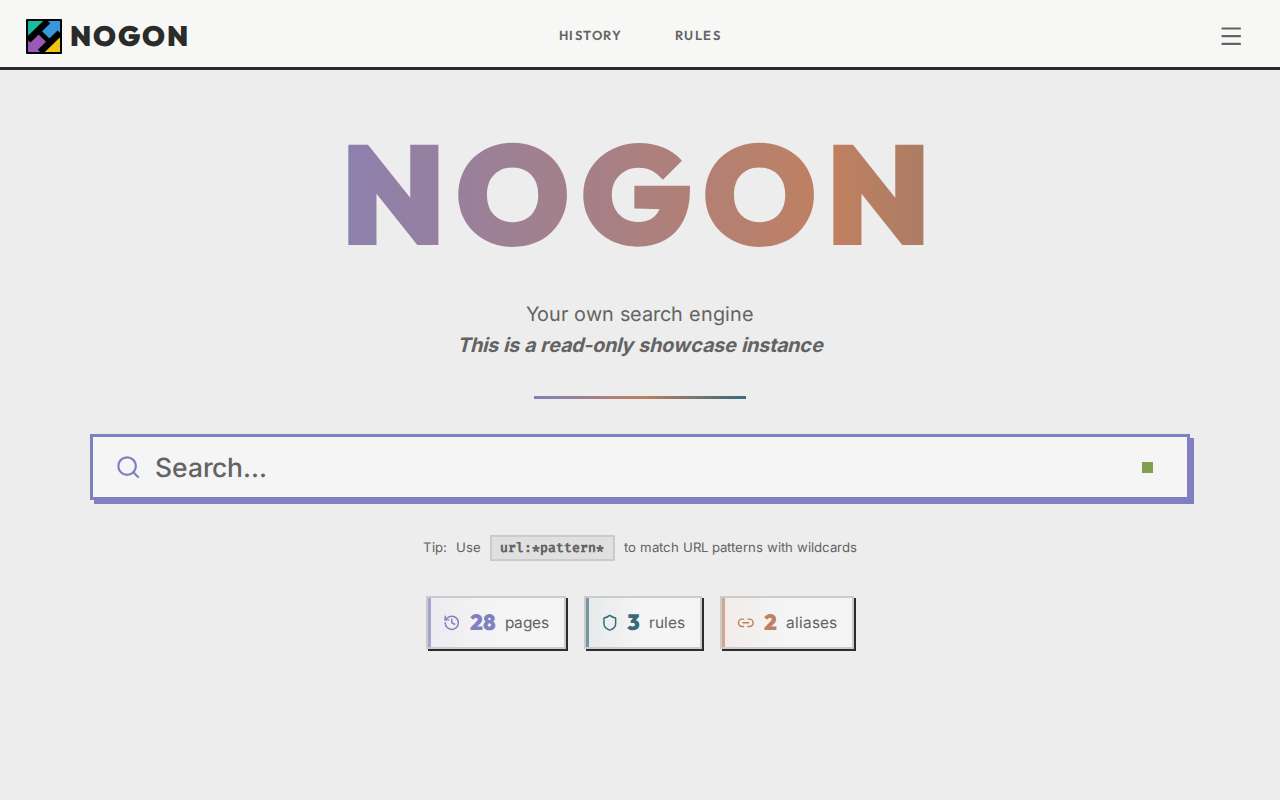 NOGON
HISTORY
RULES
NOGON
Your own search engine
This is a read-only showcase instance
Search...
Tip: Use url:*pattern* to match URL patterns with wildcards
28 pages
3 rules
2 aliases